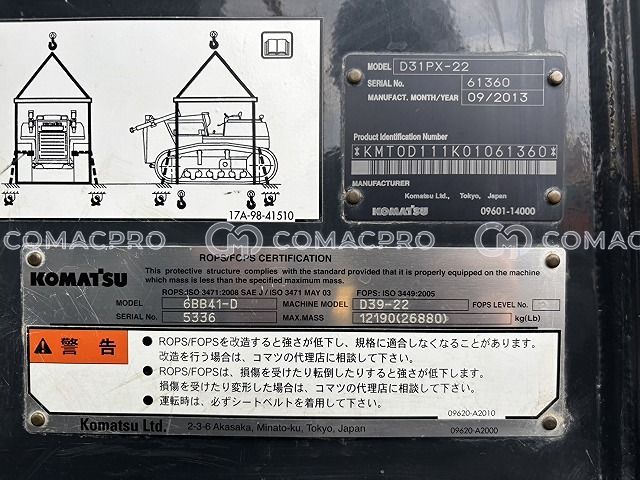 MODEL D31PX-22
SERIAL No. 61360
MANUFACT. MONTH/YEAR 09/2013
Product Identification Number
*KMT0D111K01061360*
MANUFACTURER
Komatsu Ltd., Tokyo, Japan
KOMATSU 09601-14000
17A-98-41510
COMACPRO COMACPRO COMACPRO
ROPS/FOPS CERTIFICATION
KOMATSU
This protective structure complies with the standard provided that it is properly equipped on the machine
which mass is less than the specified maximum mass.
ROPS:ISO 3471:2008 SAE J/ISO 3471 MAY 03 FOPS: ISO 3449:2005
MODEL 6BB41-D MACHINE MODEL D39-22 FOPS LEVEL No.
SERIAL No. 5336 MAX.MASS 12190(26880) kg(Lb)
警告
● ROPS/FOPSを改造すると強さが低下し、規格に適合しなくなることがあります。
改造を行う場合は、コマツの代理店に相談して下さい。
● ROPS/FOPSは、損傷を受けたり転倒したりすると強さが低下します。
損傷を受けたり変形した場合は、コマツの代理店に相談して下さい。
● 運転時は、必ずシートベルトを着用して下さい。
09620-A2010
Komatsu Ltd. 2-3-6 Akasaka, Minato-ku, Tokyo, Japan 09620-A2000